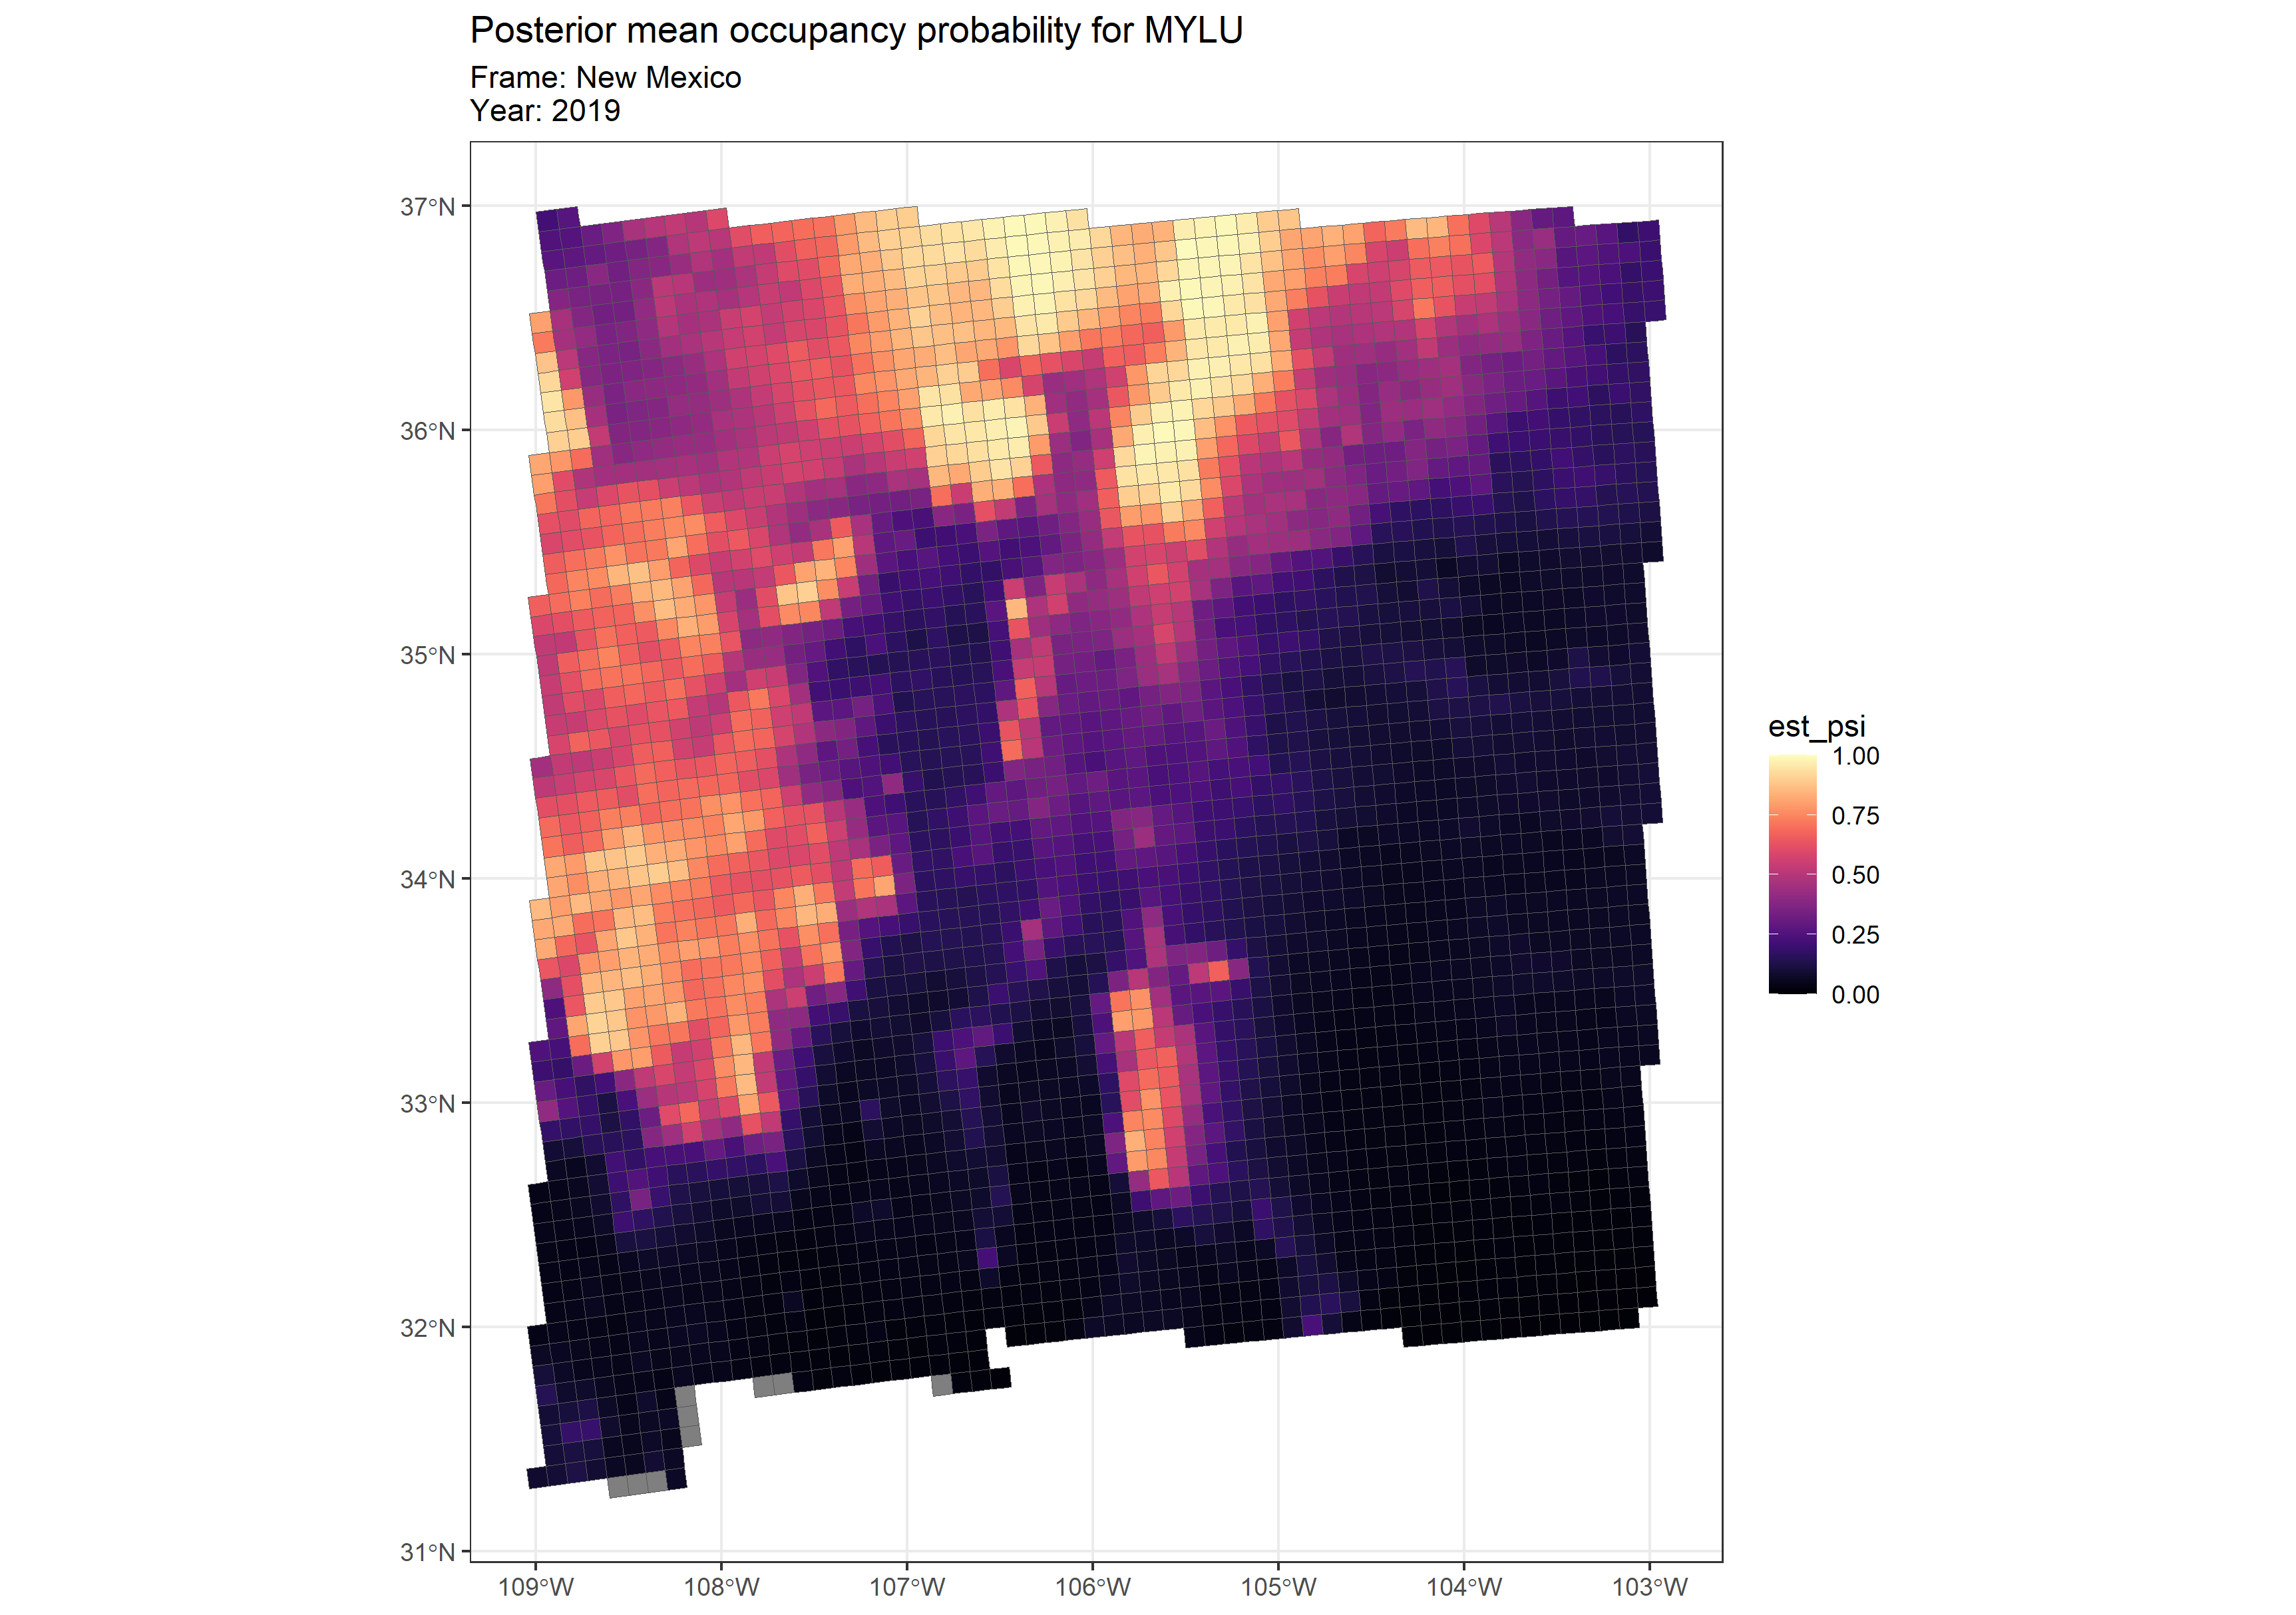 Posterior mean occupancy probability for MYLU
Frame: New Mexico
Year: 2019
37°N
36°N
35°N
34°N
33°N
32°N
31°N
109°W
108°W
107°W
106°W
105°W
104°W
103°W
est_psi
1.00
0.75
0.50
0.25
0.00